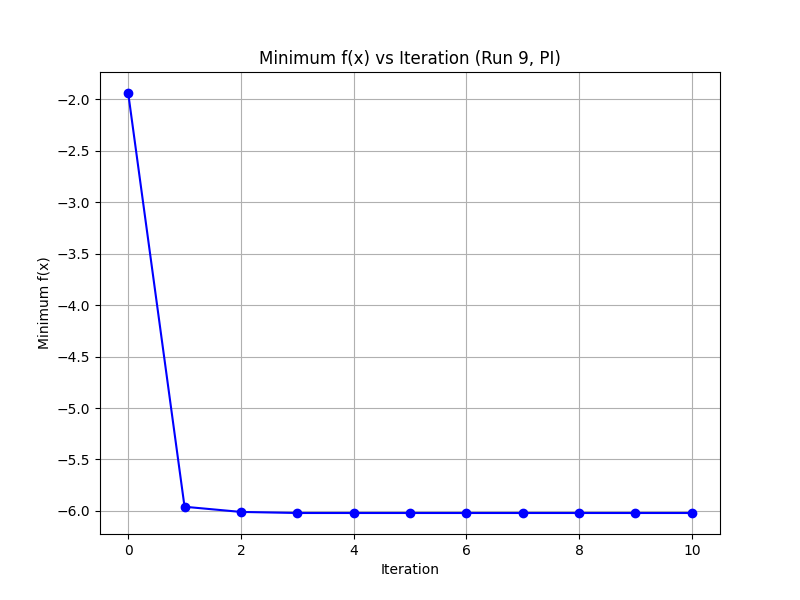 Minimum f(x) vs Iteration (Run 9, PI)
Minimum f(x)
−2.0
−2.5
−3.0
−3.5
−4.0
−4.5
−5.0
−5.5
−6.0
0 2 4 6 8 10
Iteration